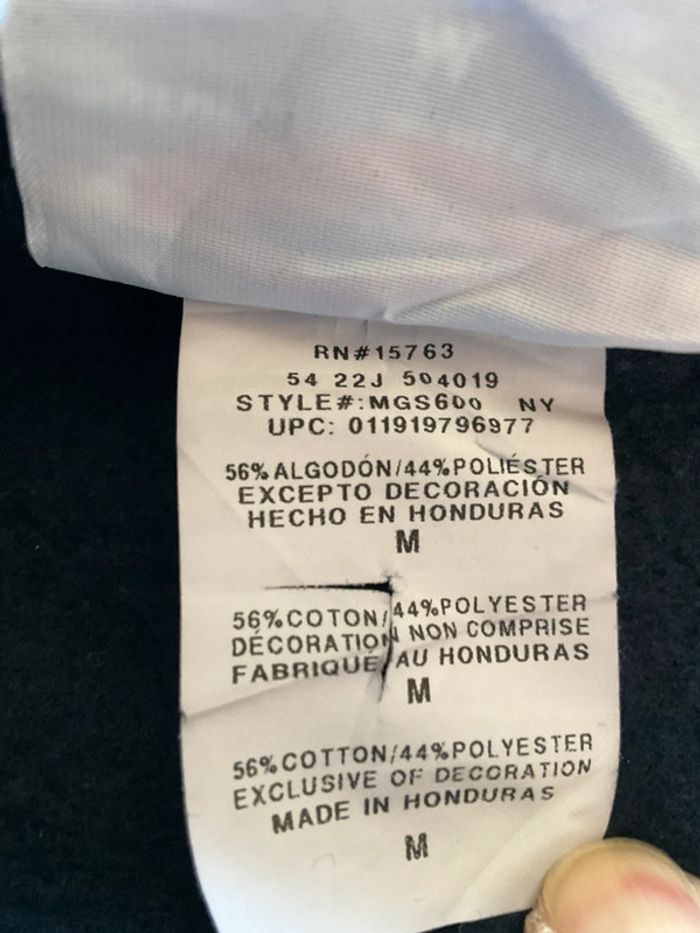 RN#15763
54 22J 504019
STYLE#:MGS600 NY
UPC: 011919796977
56% ALGODÓN/44%POLIÉSTER
EXCEPTO DECORACIÓN
HECHO EN HONDURAS
M
56%COTON/44%POLYESTER
DÉCORATION NON COMPRISE
FABRIQUÉ AU HONDURAS
M
56%COTTON/44%POLYESTER
EXCLUSIVE OF DECORATION
MADE IN HONDURAS
M